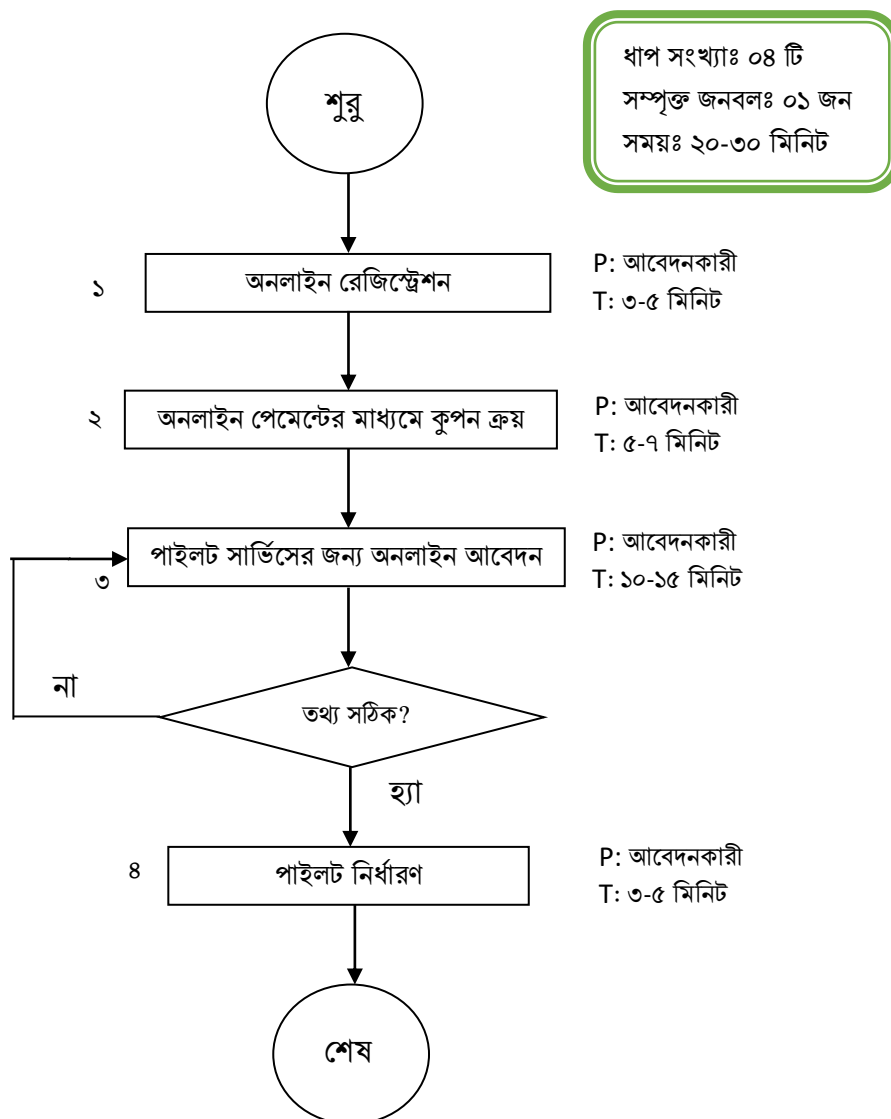 শুরু
ধাপ সংখ্যাঃ ০৪ টি
সম্পৃক্ত জনবলঃ ০১ জন
সময়ঃ ২০-৩০ মিনিট
১
অনলাইন রেজিস্ট্রেশন
P: আবেদনকারী
T: ৩-৫ মিনিট
২
অনলাইন পেমেন্টের মাধ্যমে কুপন ক্রয়
P: আবেদনকারী
T: ৫-৭ মিনিট
৩
পাইলট সার্ভিসের জন্য অনলাইন আবেদন
P: আবেদনকারী
T: ১০-১৫ মিনিট
না
তথ্য সঠিক?
হ্যা
৪
পাইলট নির্ধারণ
P: আবেদনকারী
T: ৩-৫ মিনিট
শেষ